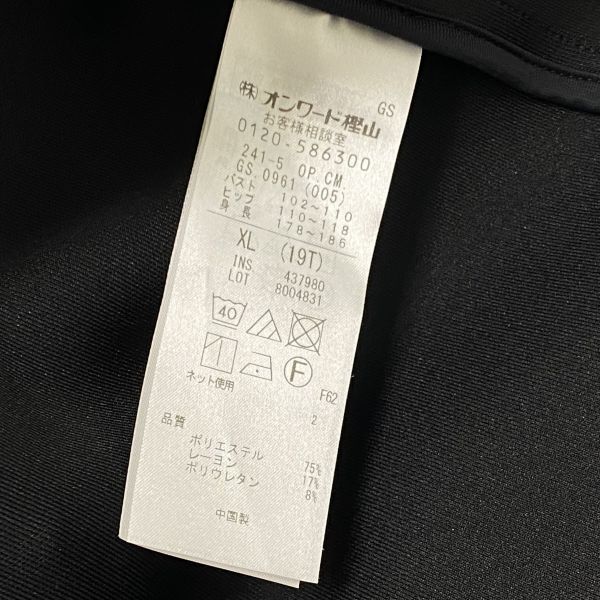 GS
(株)オンワード樫山
お客様相談室
0120-586300
241-5 OP.CM.
GS.0961 (005)
バスト 102～110
ヒップ 110～118
身長 178～186
XL (19T)
INS 437980
LOT 8004831
40
F
ネット使用
F62
2
品質
ポリエステル 75%
レーヨン 17%
ポリウレタン 8%
中国製